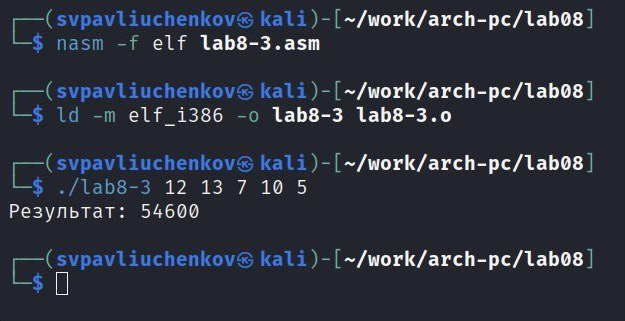 ┌──(svpavliuchenkov㉿kali)-[~/work/arch-pc/lab08]
└─$ nasm -f elf lab8-3.asm
┌──(svpavliuchenkov㉿kali)-[~/work/arch-pc/lab08]
└─$ ld -m elf_i386 -o lab8-3 lab8-3.o
┌──(svpavliuchenkov㉿kali)-[~/work/arch-pc/lab08]
└─$ ./lab8-3 12 13 7 10 5
Результат: 54600
┌──(svpavliuchenkov㉿kali)-[~/work/arch-pc/lab08]
└─$